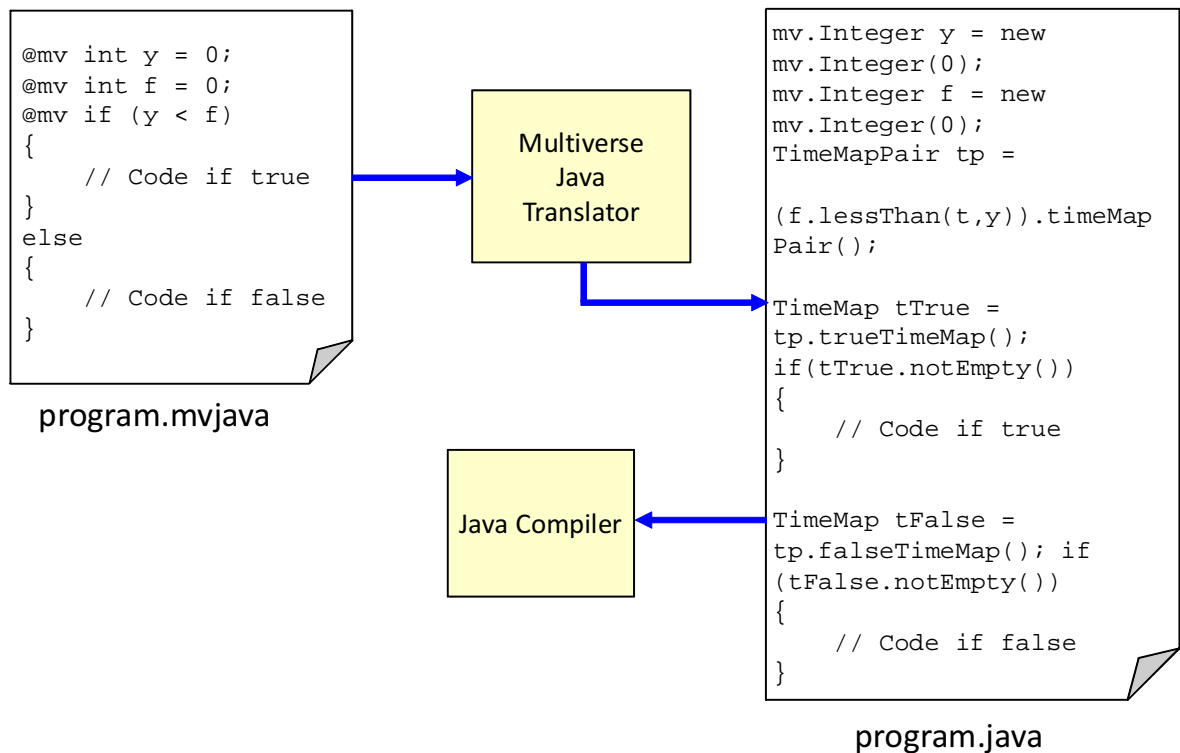 @mv int y = 0;
@mv int f = 0;
@mv if (y < f)
{
// Code if true
}
else
{
// Code if false
}
program.mvjava
Multiverse
Java
Translator
Java Compiler
mv.Integer y = new
mv.Integer(0);
mv.Integer f = new
mv.Integer(0);
TimeMapPair tp =
(f.lessThan(t,y)).timeMap
Pair();
TimeMap tTrue =
tp.trueTimeMap();
if(tTrue.notEmpty())
{
// Code if true
}
TimeMap tFalse =
tp.falseTimeMap(); if
(tFalse.notEmpty())
{
// Code if false
}
program.java